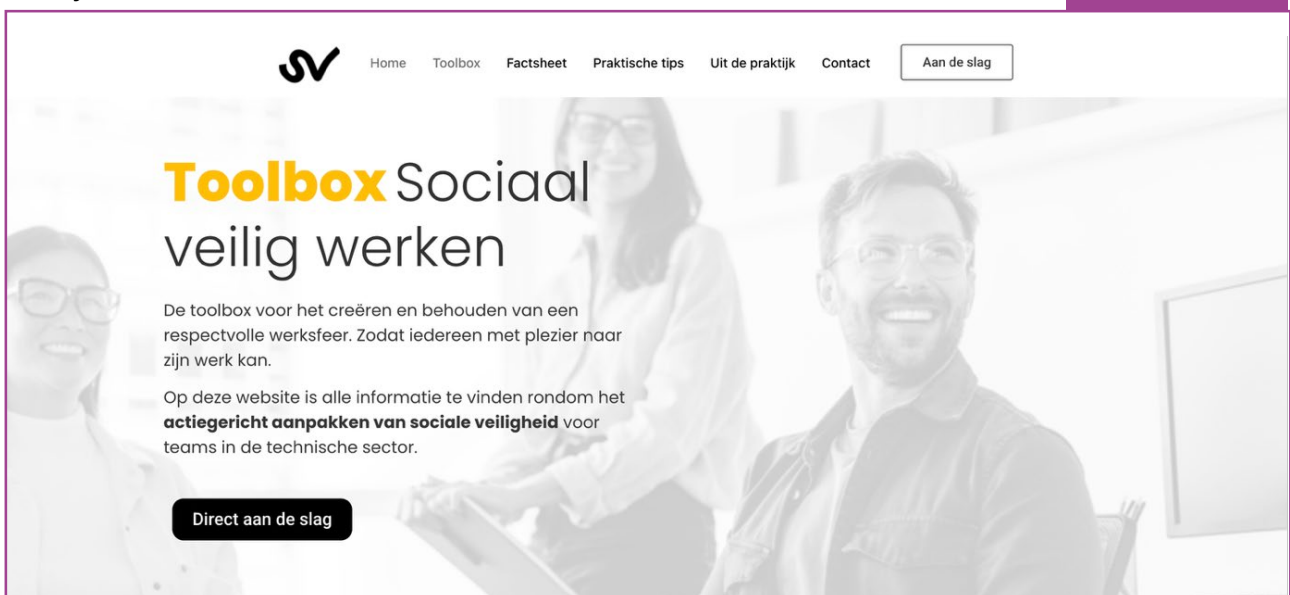 SV
Home Toolbox Factsheet Praktische tips Uit de praktijk Contact Aan de slag
Toolbox Sociaal
veilig werken
De toolbox voor het creëren en behouden van een
respectvolle werksfeer. Zodat iedereen met plezier naar
zijn werk kan.
Op deze website is alle informatie te vinden rondom het
actiegericht aanpakken van sociale veiligheid voor
teams in de technische sector.
Direct aan de slag